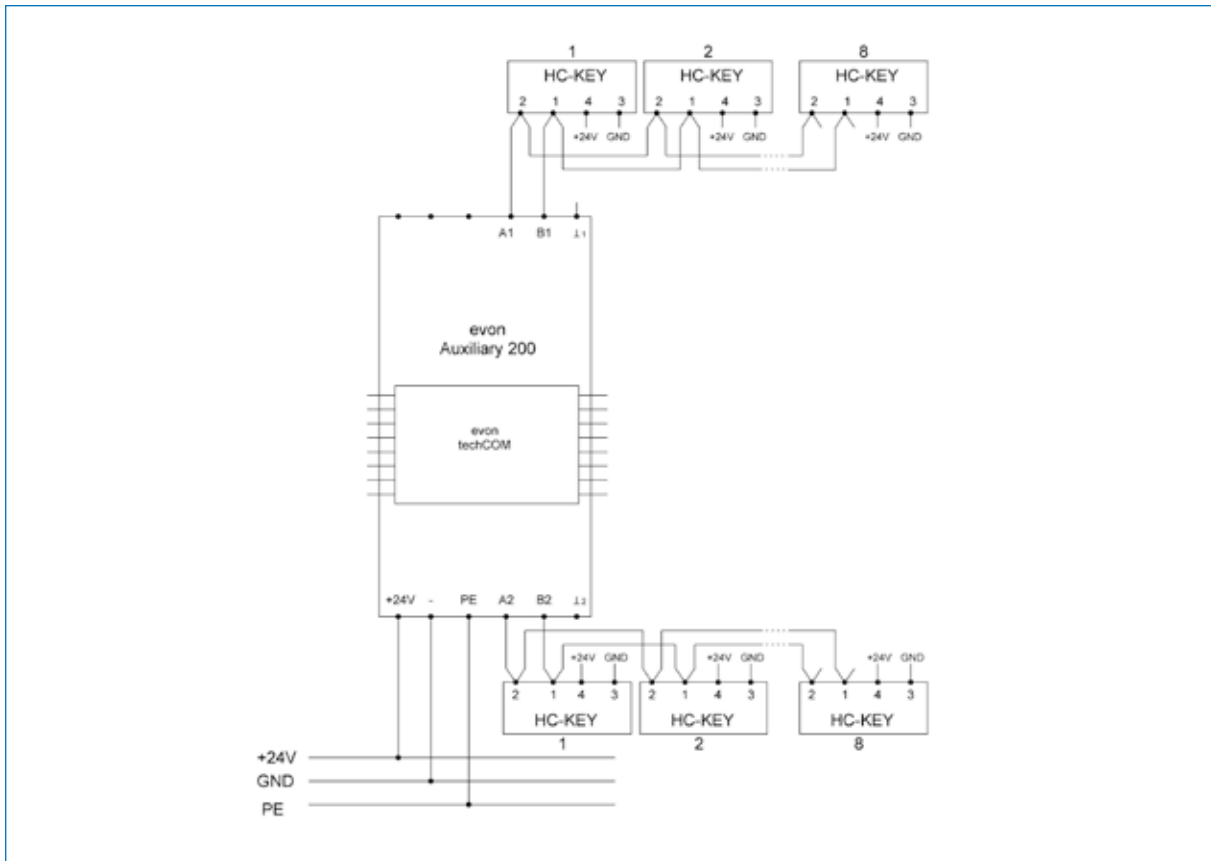 1 2 8
HC-KEY HC-KEY HC-KEY
2 1 4 3 2 1 4 3 2 1 4 3
+24V GND +24V GND +24V GND
A1 B1 ⊥1
evon
Auxiliary 200
evon
techCOM
+24V - PE A2 B2 ⊥2
+24V GND +24V GND +24V GND
2 1 4 3 2 1 4 3 2 1 4 3
HC-KEY HC-KEY HC-KEY
1 2 8
+24V
GND
PE